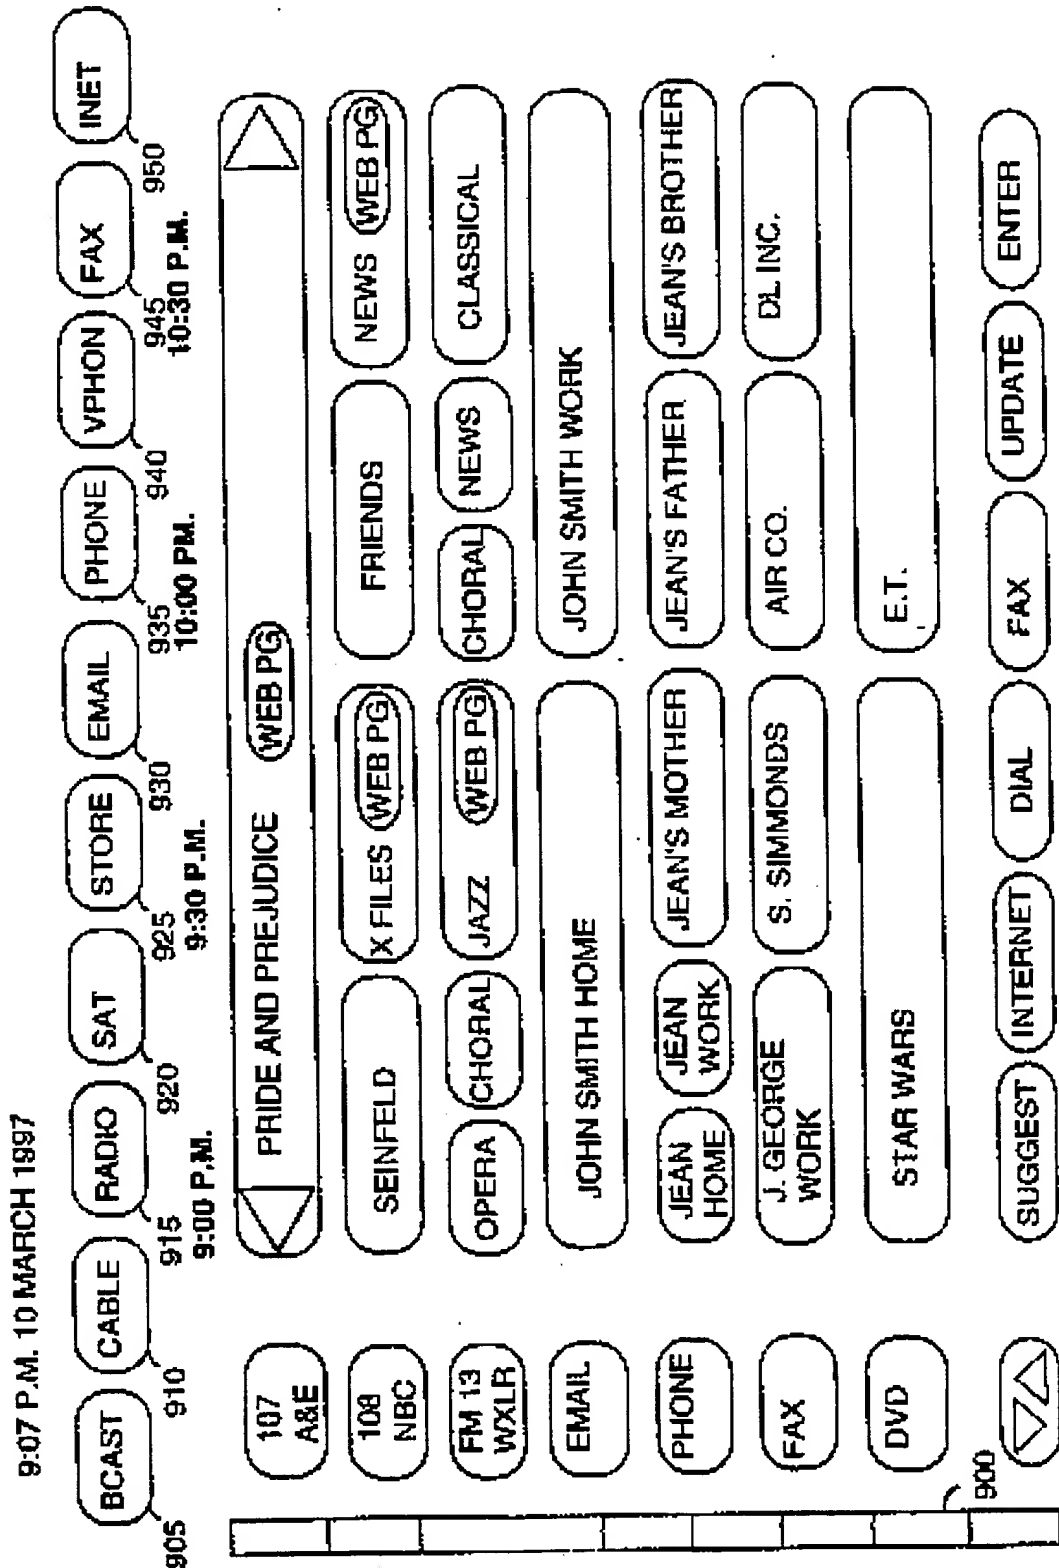 9:07 P.M. 10 MARCH 1997
BCAST CABLE RADIO SAT STORE EMAIL PHONE VPHON FAX INET
905 910 915 920 925 930 935 940 945 950
9:00 P.M. 9:30 P.M. 10:00 PM. 10:30 P.M.
107 PRIDE AND PREJUDICE WEB PG
A&E
108 SEINFELD X FILES WEB PG FRIENDS NEWS WEB PG
NBC
FM 13 OPERA CHORAL JAZZ WEB PG CHORAL NEWS CLASSICAL
WXLR
EMAIL JOHN SMITH HOME JOHN SMITH WORK
PHONE JEAN JEAN JEAN'S MOTHER JEAN'S FATHER JEAN'S BROTHER
HOME WORK
FAX J. GEORGE S. SIMMONDS AIR CO. DL INC.
WORK
DVD STAR WARS E.T.
900
SUGGEST INTERNET DIAL FAX UPDATE ENTER